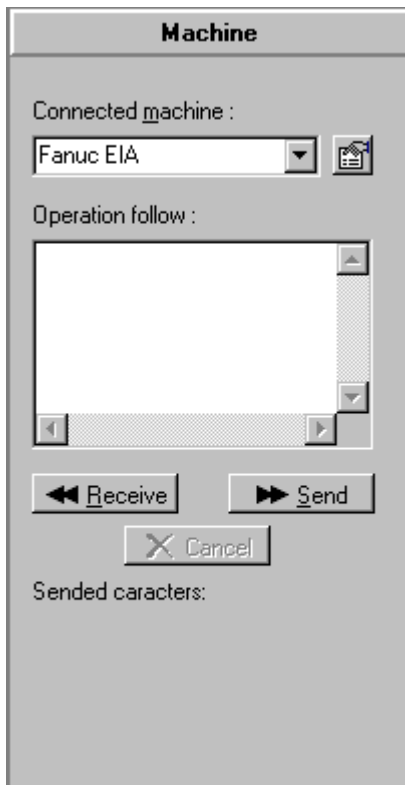 Machine
Connected machine :
Fanuc EIA
Operation follow :
Receive
Send
Cancel
Sended caracters: